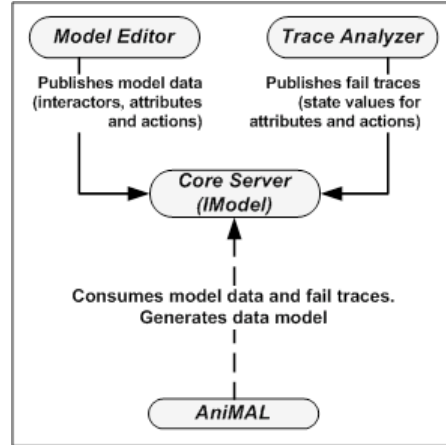 Model Editor
Trace Analyzer
Publishes model data
(interactors, attributes
and actions)
Publishes fail traces
(state values for
attributes and actions)
Core Server
(IModel)
Consumes model data and fail traces.
Generates data model
AniMAL